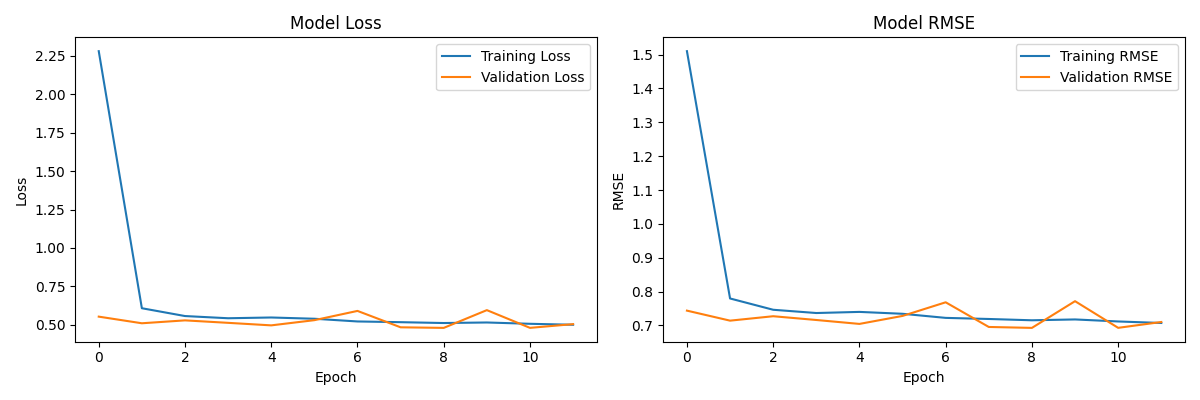 Model Loss
2.25
2.00
1.75
1.50
1.25
1.00
0.75
0.50
Loss
0 2 4 6 8 10
Epoch
Training Loss
Validation Loss
Model RMSE
1.5
1.4
1.3
1.2
1.1
1.0
0.9
0.8
0.7
RMSE
0 2 4 6 8 10
Epoch
Training RMSE
Validation RMSE